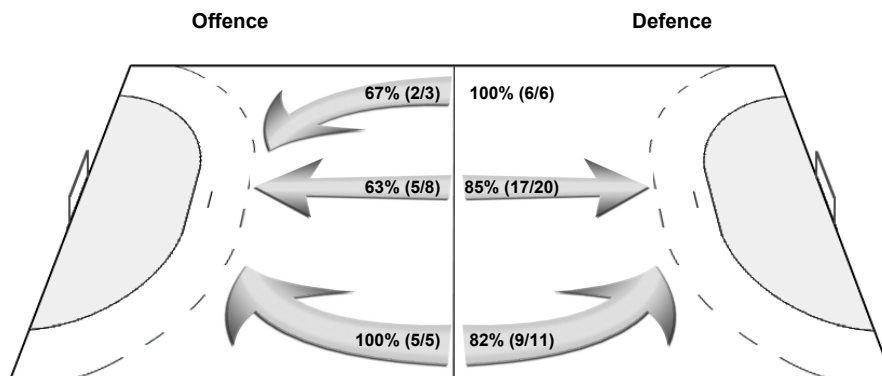 Offence Defence
67% (2/3) 100% (6/6)
63% (5/8) 85% (17/20)
100% (5/5) 82% (9/11)